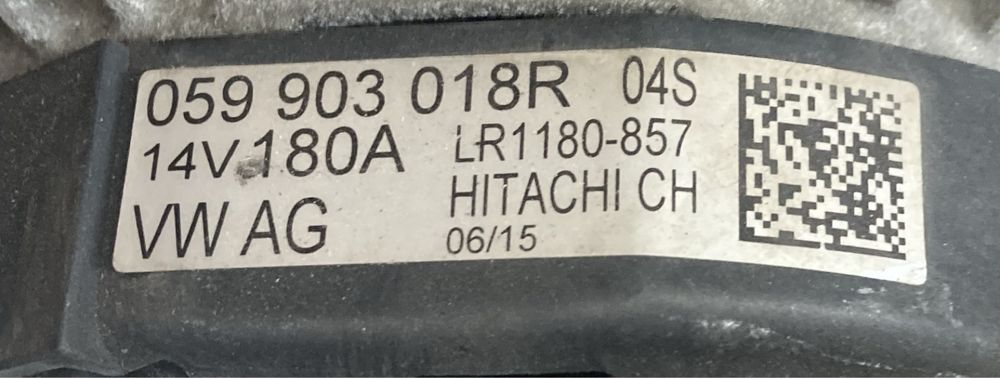 059 903 018R 04S
14V 180A LR1180-857
VW AG HITACHI CH
06/15